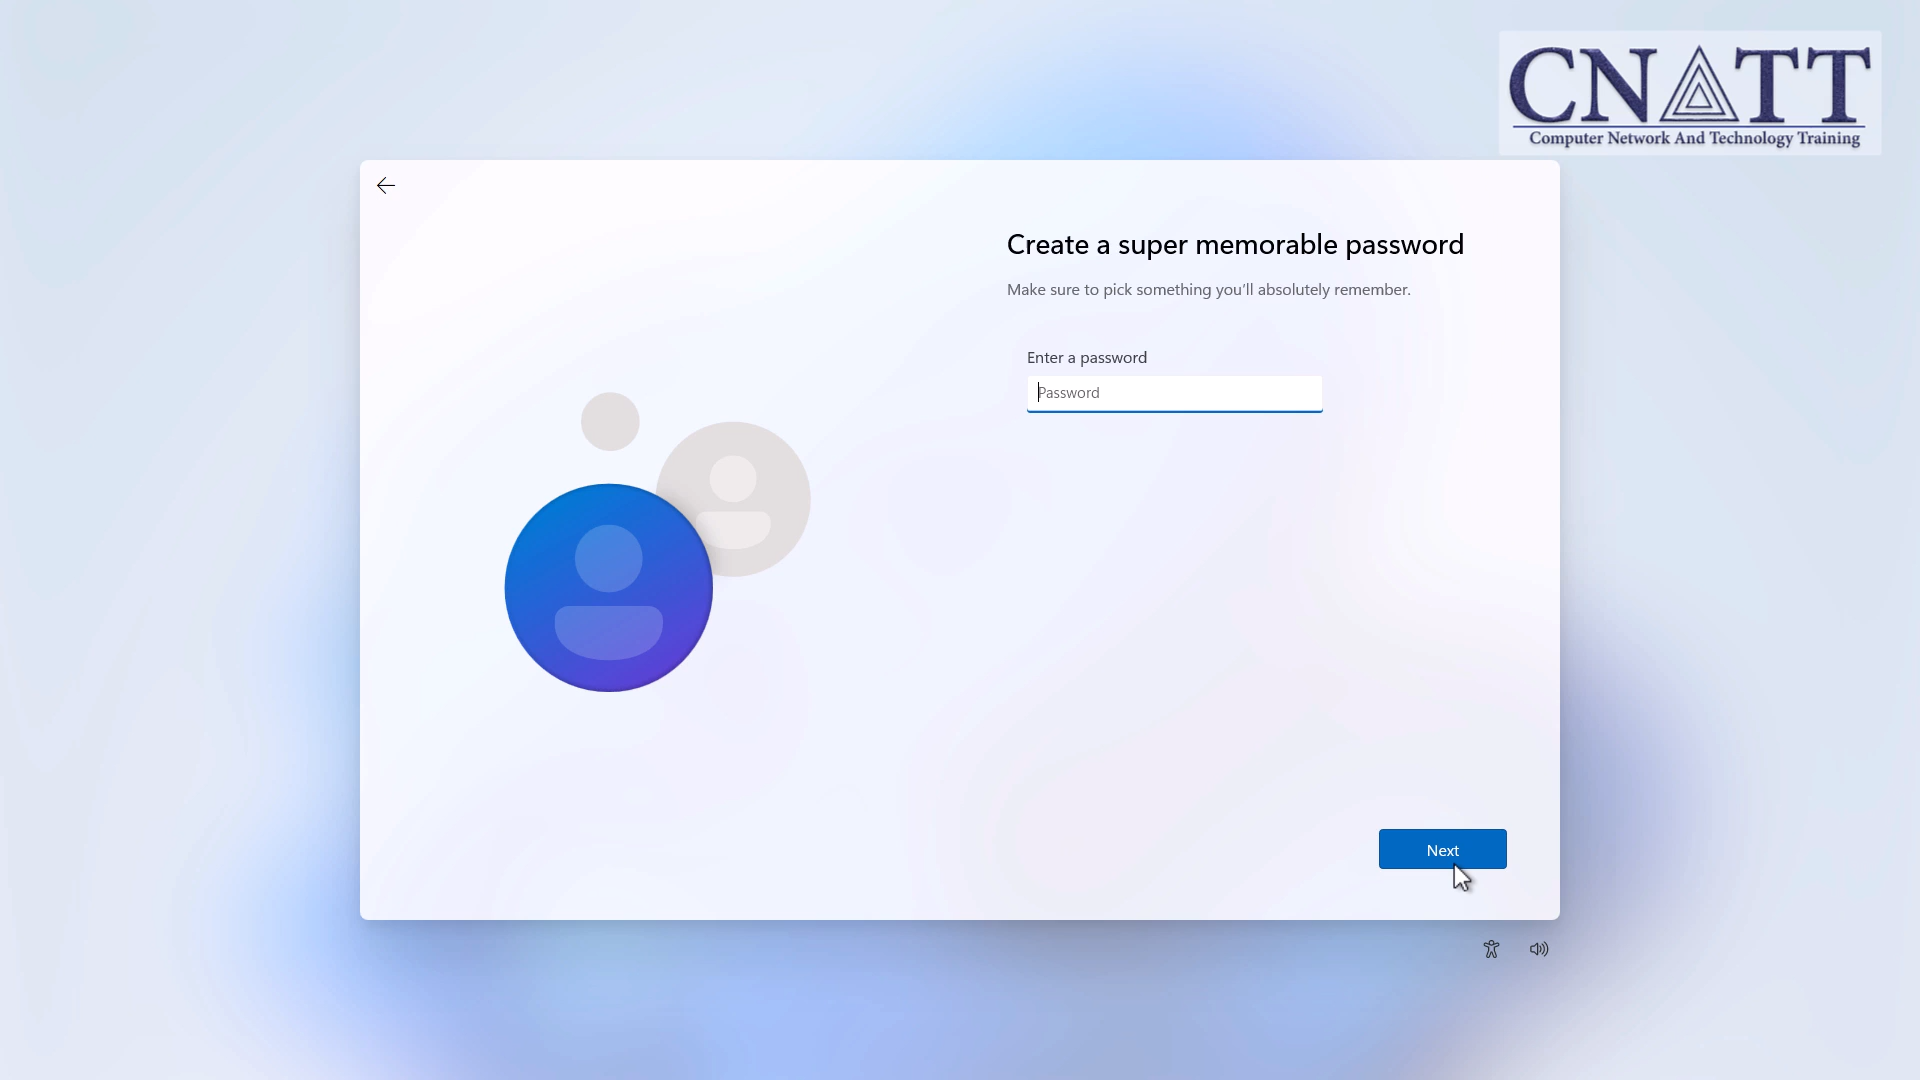 CNATT
Computer Network And Technology Training
Create a super memorable password
Make sure to pick something you'll absolutely remember.
Enter a password
Password
Next